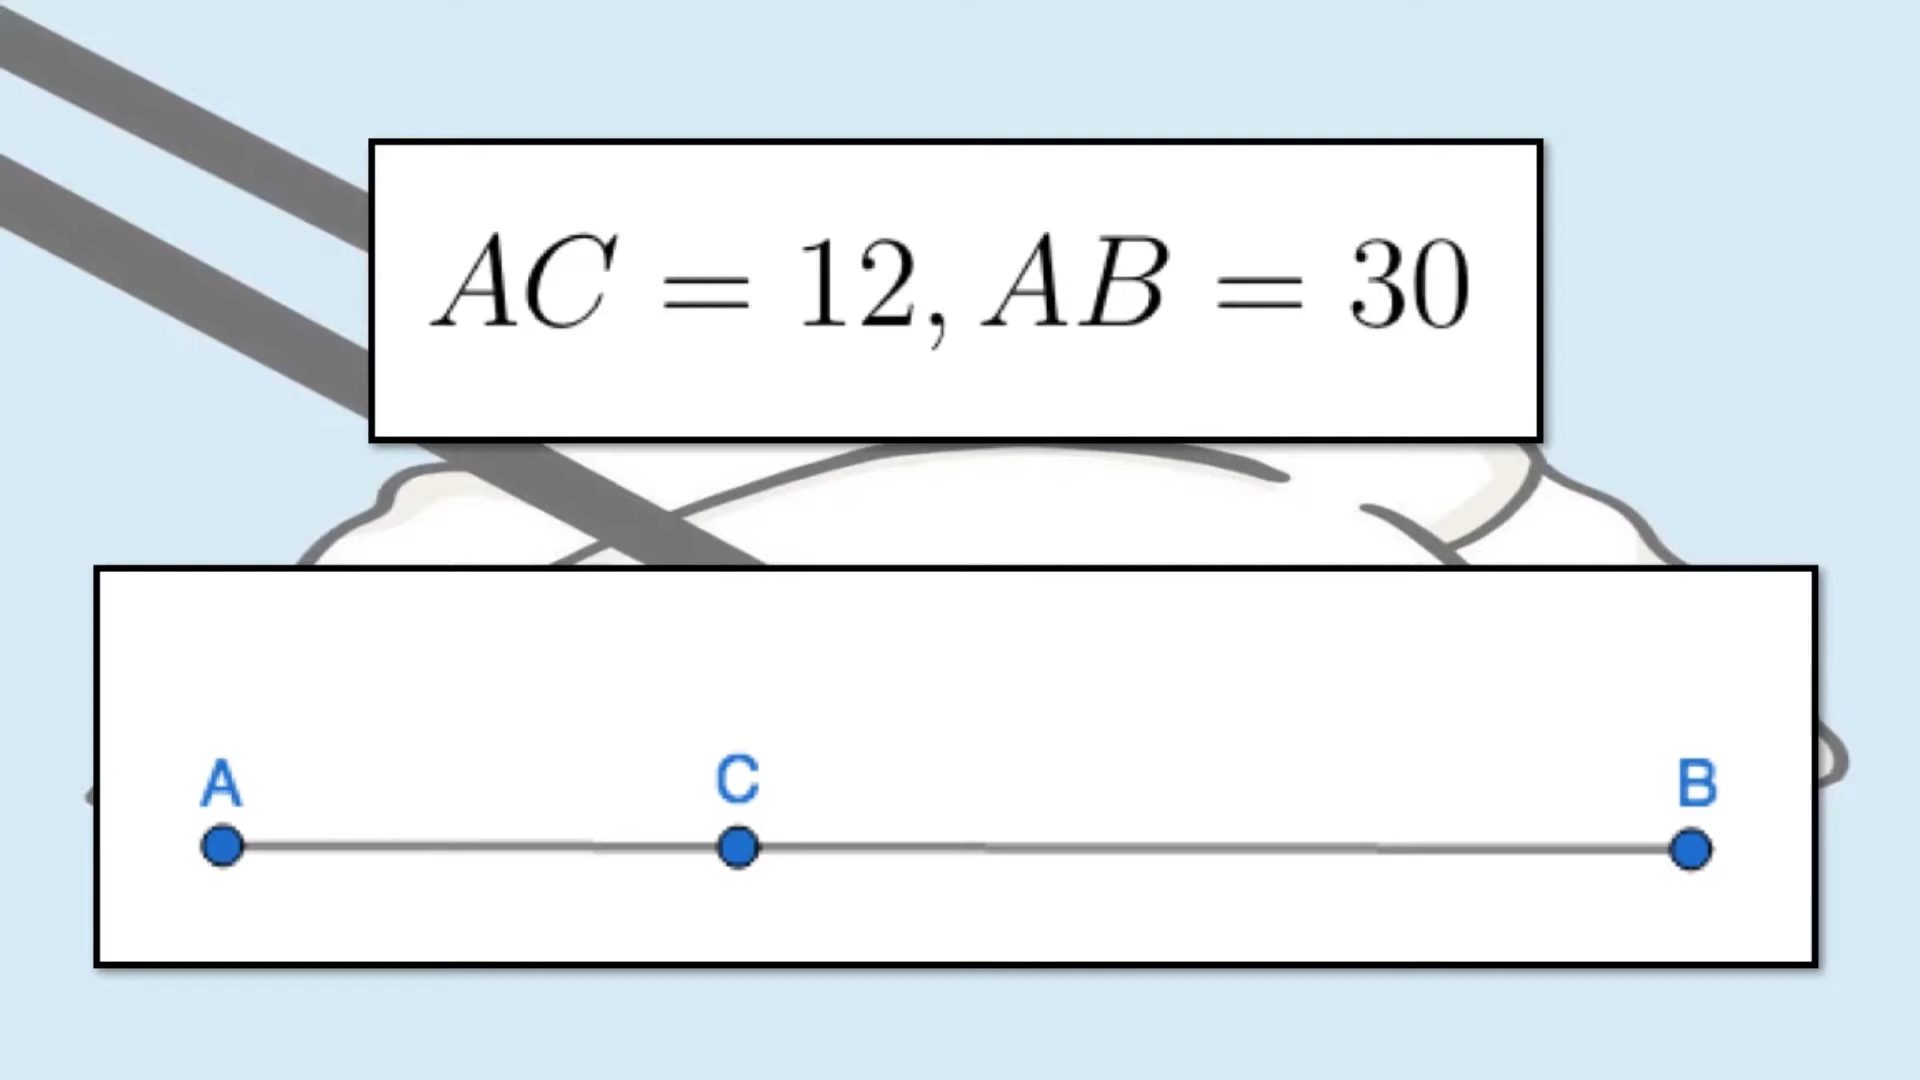 AC = 12, AB = 30
A C B